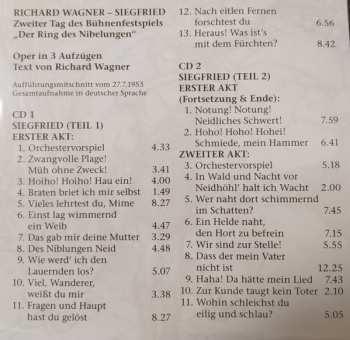 RICHARD WAGNER – SIEGFRIED
Zweiter Tag des Bühnenfestspiels
„Der Ring des Nibelungen“
Oper in 3 Aufzügen
Text von Richard Wagner
Aufführungsmitschnitt vom 27.7.1953
Gesamtaufnahme in deutscher Sprache
CD 1
SIEGFRIED (TEIL 1)
ERSTER AKT:
1. Orchestervorspiel 4.33
2. Zwangvolle Plage!
Müh ohne Zweck! 3.41
3. Hoiho! Hoiho! Hau ein! 4.00
4. Braten briet ich mir selbst 1.49
5. Vieles lehrtest du, Mime 8.27
6. Einst lag wimmernd
ein Weib 4.47
7. Das gab mir deine Mutter 3.29
8. Des Niblungen Neid 4.48
9. Wie werd' ich den
Lauernden los? 5.07
10. Viel, Wanderer,
weißt du mir 3.38
11. Fragen und Haupt
hast du gelöst 8.27
12. Nach eitlen Fernen
forschtest du 6.56
13. Heraus! Was ist's
mit dem Fürchten? 8.42
CD 2
SIEGFRIED (TEIL 2)
ERSTER AKT
(Fortsetzung & Ende):
1. Notung! Notung!
Neidliches Schwert! 7.59
2. Hoho! Hoho! Hohei!
Schmiede, mein Hammer 6.41
ZWEITER AKT:
3. Orchestervorspiel 5.18
4. In Wald und Nacht vor
Neidhöhl' halt ich Wacht 2.00
5. Wer naht dort schimmernd
im Schatten? 7.45
6. Ein Helde naht,
den Hort zu befrein 7.15
7. Wir sind zur Stelle! 5.55
8. Dass der mein Vater
nicht ist 12.25
9. Haha! Da hätte mein Lied 7.43
10. Zur Kunde taugt kein Toter 2.10
11. Wohin schleichst du
eilig und schlau? 5.05